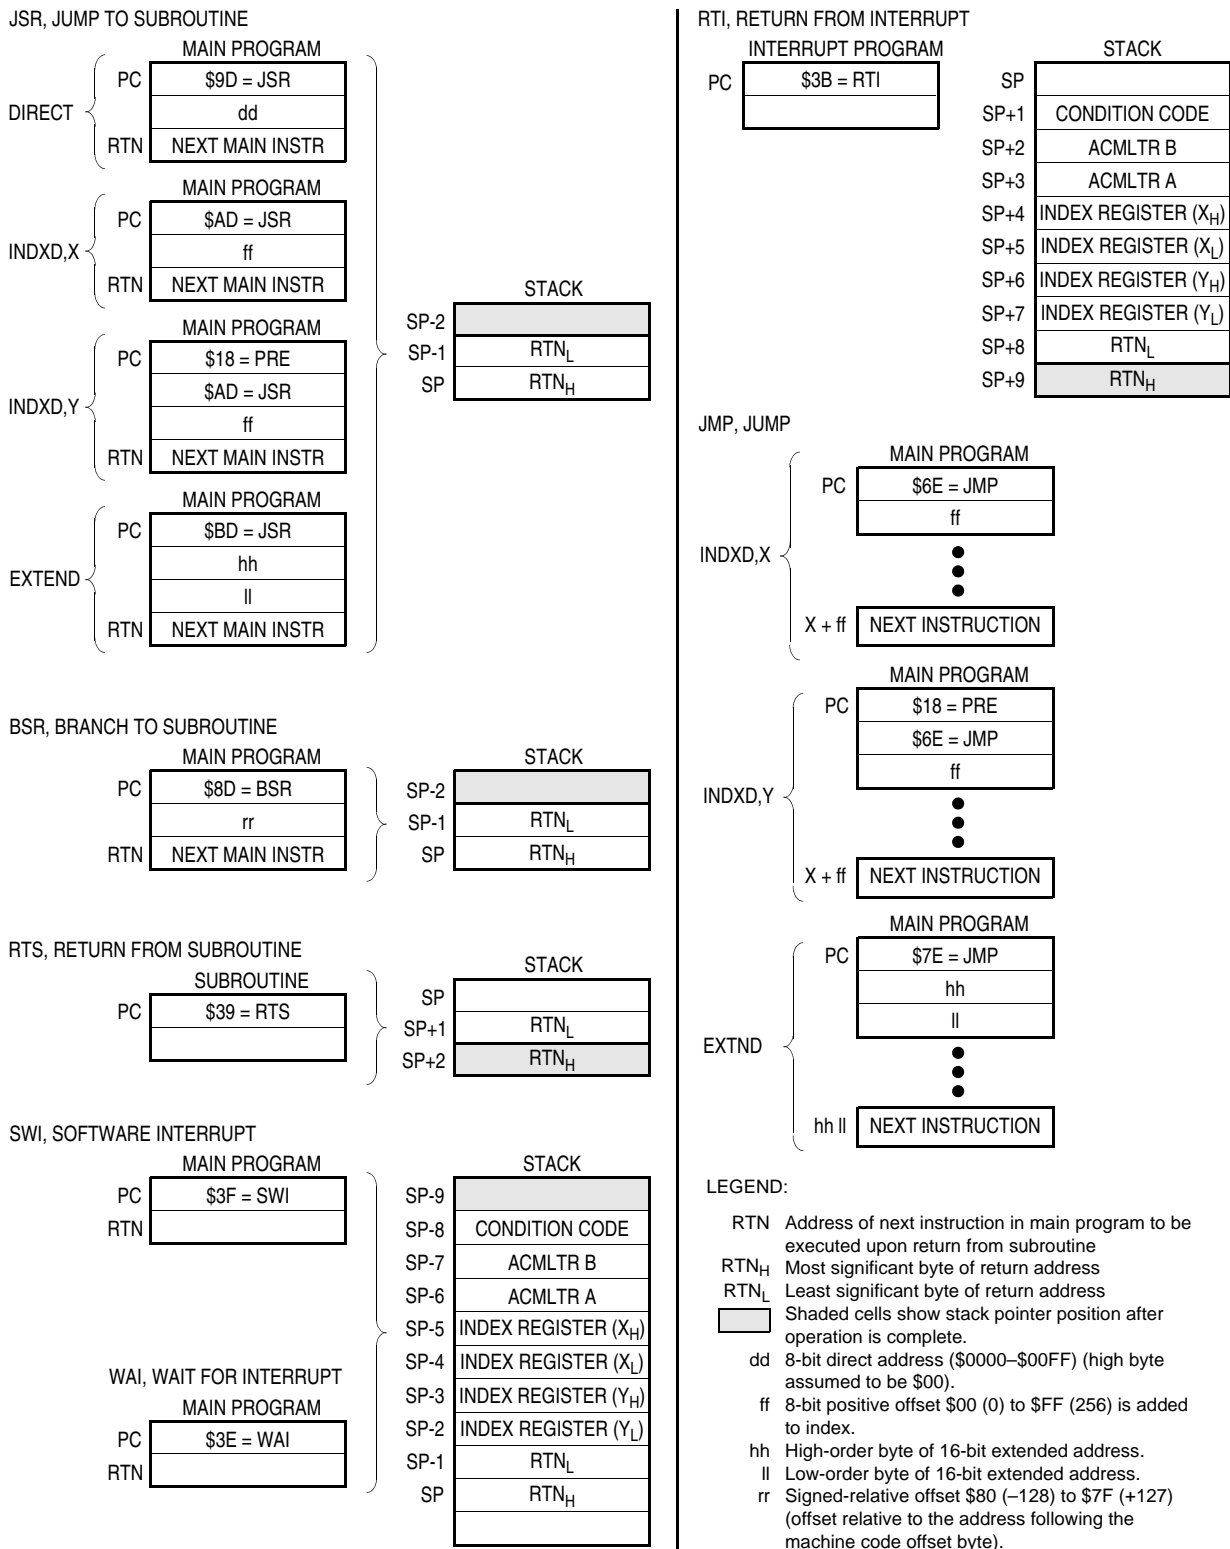 JSR, JUMP TO SUBROUTINE
MAIN PROGRAM
DIRECT
PC $9D = JSR
dd
RTN NEXT MAIN INSTR
MAIN PROGRAM
INDXD,X
PC $AD = JSR
ff
RTN NEXT MAIN INSTR
MAIN PROGRAM
INDXD,Y
PC $18 = PRE
$AD = JSR
ff
RTN NEXT MAIN INSTR
MAIN PROGRAM
EXTEND
PC $BD = JSR
hh
ll
RTN NEXT MAIN INSTR
STACK
SP-2
SP-1 RTNL
SP RTNH
BSR, BRANCH TO SUBROUTINE
MAIN PROGRAM
PC $8D = BSR
rr
RTN NEXT MAIN INSTR
STACK
SP-2
SP-1 RTNL
SP RTNH
RTS, RETURN FROM SUBROUTINE
SUBROUTINE
PC $39 = RTS
STACK
SP
SP+1 RTNL
SP+2 RTNH
SWI, SOFTWARE INTERRUPT
MAIN PROGRAM
PC $3F = SWI
RTN
WAI, WAIT FOR INTERRUPT
MAIN PROGRAM
PC $3E = WAI
RTN
STACK
SP-9
SP-8 CONDITION CODE
SP-7 ACMLTR B
SP-6 ACMLTR A
SP-5 INDEX REGISTER (XH)
SP-4 INDEX REGISTER (XL)
SP-3 INDEX REGISTER (YH)
SP-2 INDEX REGISTER (YL)
SP-1 RTNL
SP RTNH
RTI, RETURN FROM INTERRUPT
INTERRUPT PROGRAM
PC $3B = RTI
STACK
SP
SP+1 CONDITION CODE
SP+2 ACMLTR B
SP+3 ACMLTR A
SP+4 INDEX REGISTER (XH)
SP+5 INDEX REGISTER (XL)
SP+6 INDEX REGISTER (YH)
SP+7 INDEX REGISTER (YL)
SP+8 RTNL
SP+9 RTNH
JMP, JUMP
MAIN PROGRAM
INDXD,X
PC $6E = JMP
ff
X + ff NEXT INSTRUCTION
MAIN PROGRAM
INDXD,Y
PC $18 = PRE
$6E = JMP
ff
X + ff NEXT INSTRUCTION
MAIN PROGRAM
EXTND
PC $7E = JMP
hh
ll
hh ll NEXT INSTRUCTION
LEGEND:
RTN Address of next instruction in main program to be
executed upon return from subroutine
RTNH Most significant byte of return address
RTNL Least significant byte of return address
Shaded cells show stack pointer position after
operation is complete.
dd 8-bit direct address ($0000–$00FF) (high byte
assumed to be $00).
ff 8-bit positive offset $00 (0) to $FF (256) is added
to index.
hh High-order byte of 16-bit extended address.
ll Low-order byte of 16-bit extended address.
rr Signed-relative offset $80 (–128) to $7F (+127)
(offset relative to the address following the
machine code offset byte).